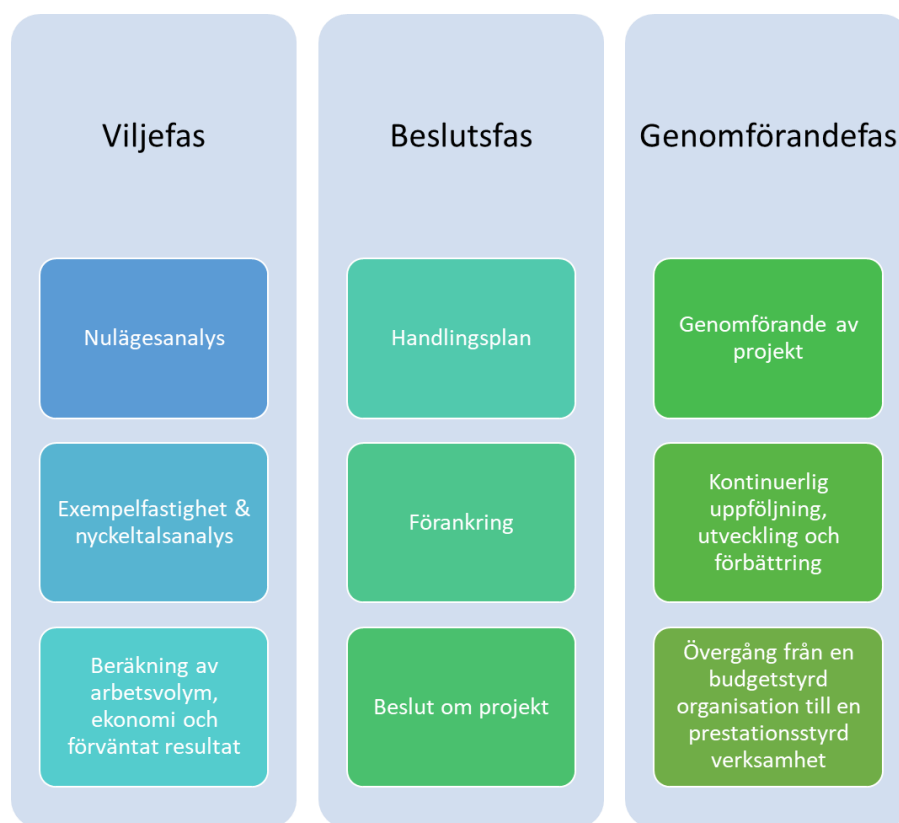 Viljefas
Nulägesanalys
Exempelfastighet &
nyckeltalsanalys
Beräkning av
arbetsvolym,
ekonomi och
förväntat resultat
Beslutsfas
Handlingsplan
Förankring
Beslut om projekt
Genomförandefas
Genomförande av
projekt
Kontinuerlig
uppföljning,
utveckling och
förbättring
Övergång från en
budgetstyrd
organisation till en
prestationsstyrd
verksamhet